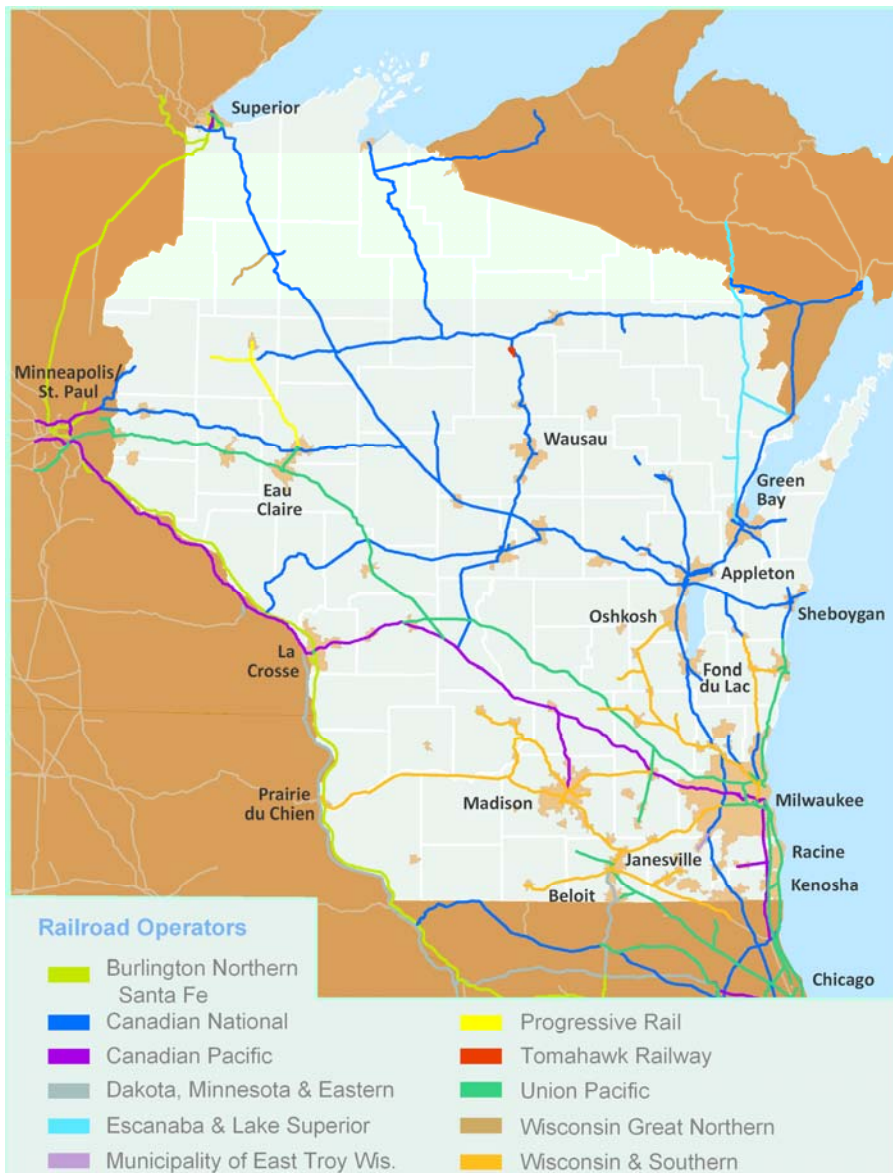 Superior
Minneapolis/
St. Paul
Wausau
Eau
Claire
Green
Bay
Appleton
Oshkosh
Sheboygan
La
Crosse
Fond
du Lac
Prairie
du Chien
Madison
Milwaukee
Janesville
Racine
Kenosha
Beloit
Chicago
Railroad Operators
Burlington Northern
Santa Fe
Canadian National
Canadian Pacific
Dakota, Minnesota & Eastern
Escanaba & Lake Superior
Municipality of East Troy Wis.
Progressive Rail
Tomahawk Railway
Union Pacific
Wisconsin Great Northern
Wisconsin & Southern